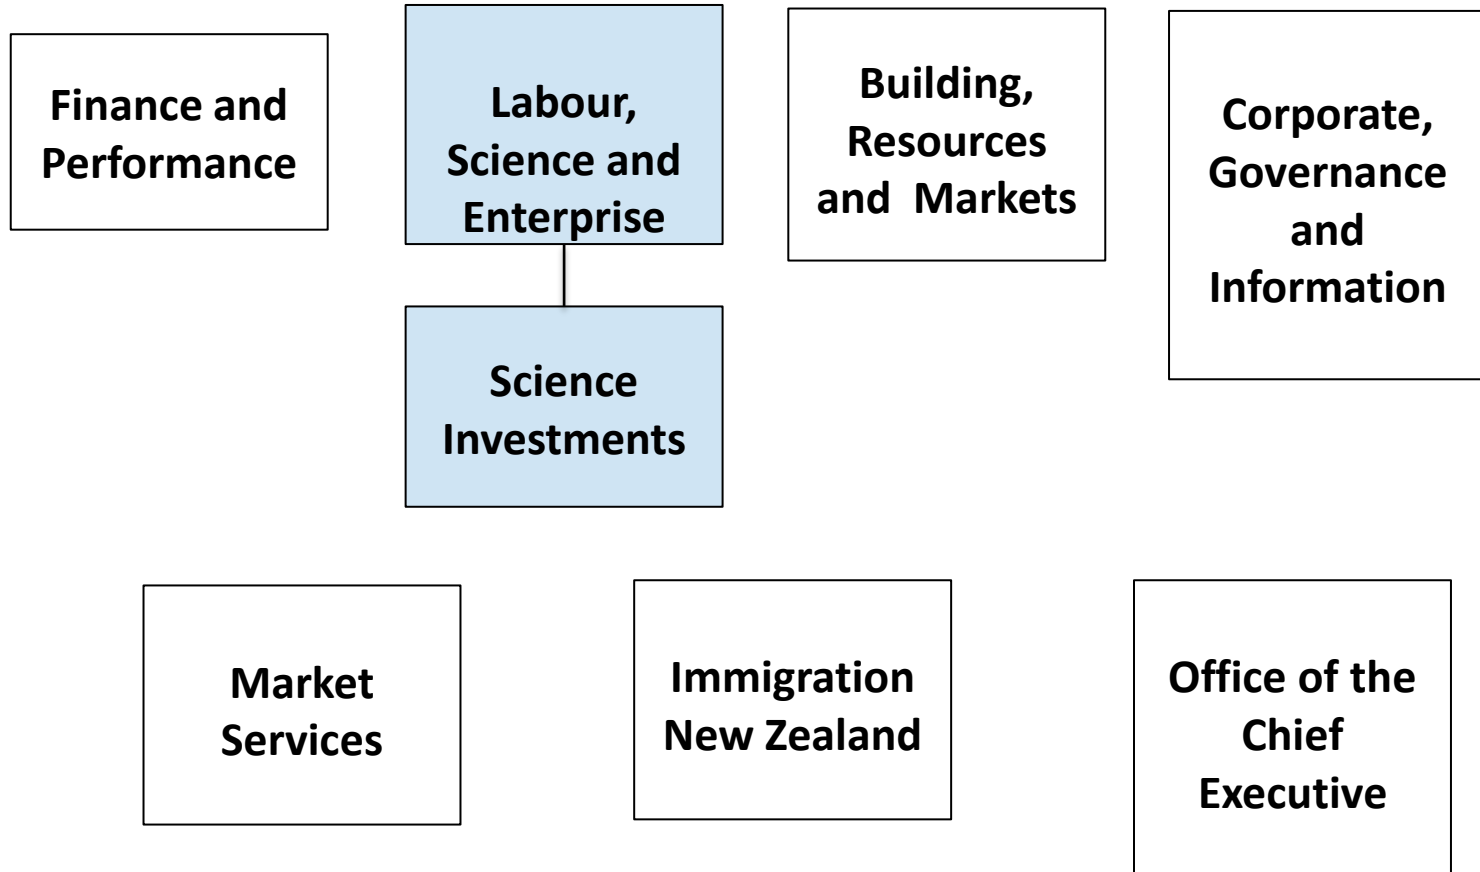 Finance and
Performance
Labour,
Science and
Enterprise
Building,
Resources
and  Markets
Corporate,
Governance
and
Information
Science
Investments
Market
Services
Immigration
New Zealand
Office of the
Chief
Executive